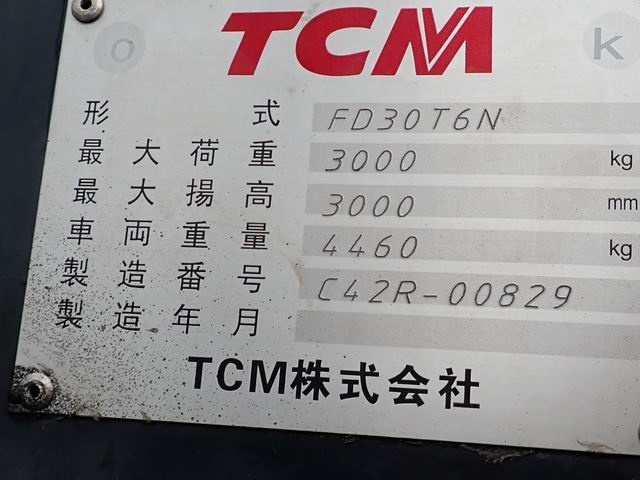 TCM
o k
形式 FD30T6N
最大荷重 3000 kg
最大揚高 3000 mm
車両重量 4460 kg
製造番号 C42R-00829
製造年月
TCM株式会社